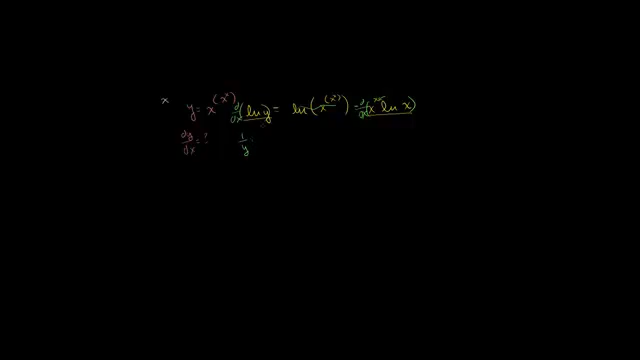 x y = x^(x^x) d/dx (ln y) = ln(x^(x^x)) = d/dx (x^x ln x)
dy/dx = ? 1/y